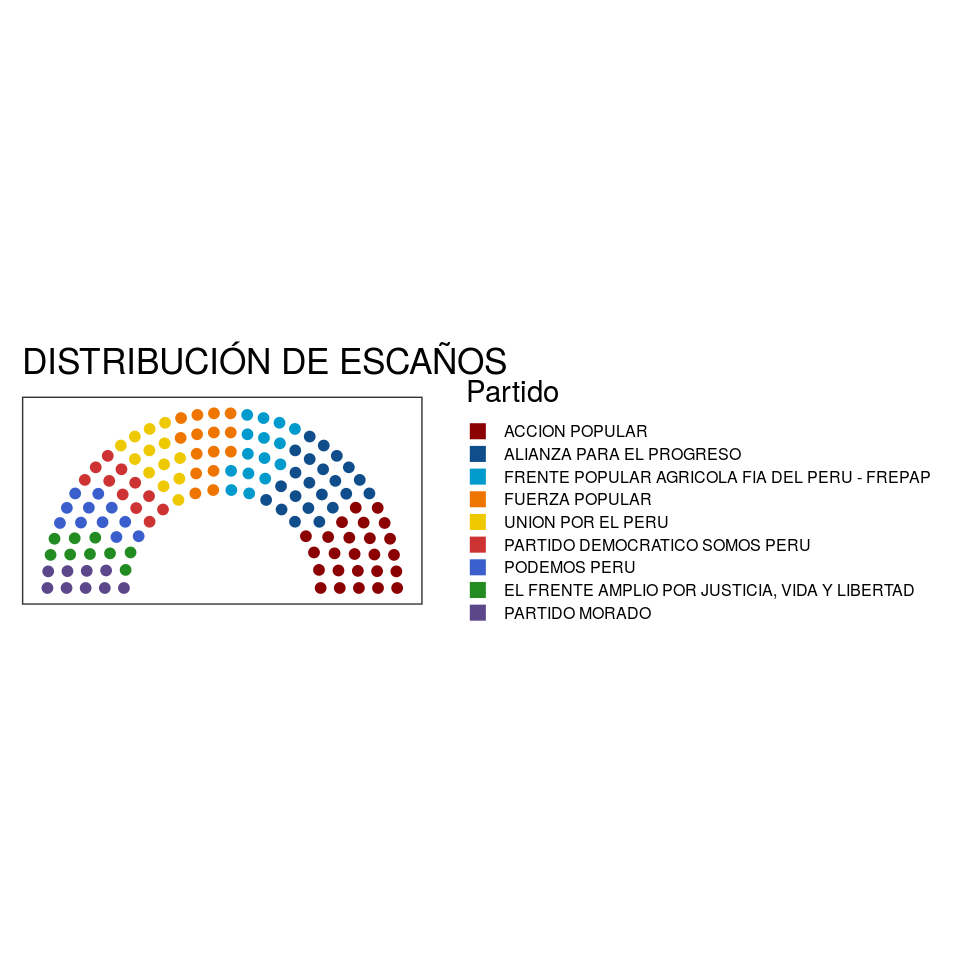 DISTRIBUCIÓN DE ESCAÑOS
Partido
ACCION POPULAR
ALIANZA PARA EL PROGRESO
FRENTE POPULAR AGRICOLA FIA DEL PERU - FREPAP
FUERZA POPULAR
UNION POR EL PERU
PARTIDO DEMOCRATICO SOMOS PERU
PODEMOS PERU
EL FRENTE AMPLIO POR JUSTICIA, VIDA Y LIBERTAD
PARTIDO MORADO